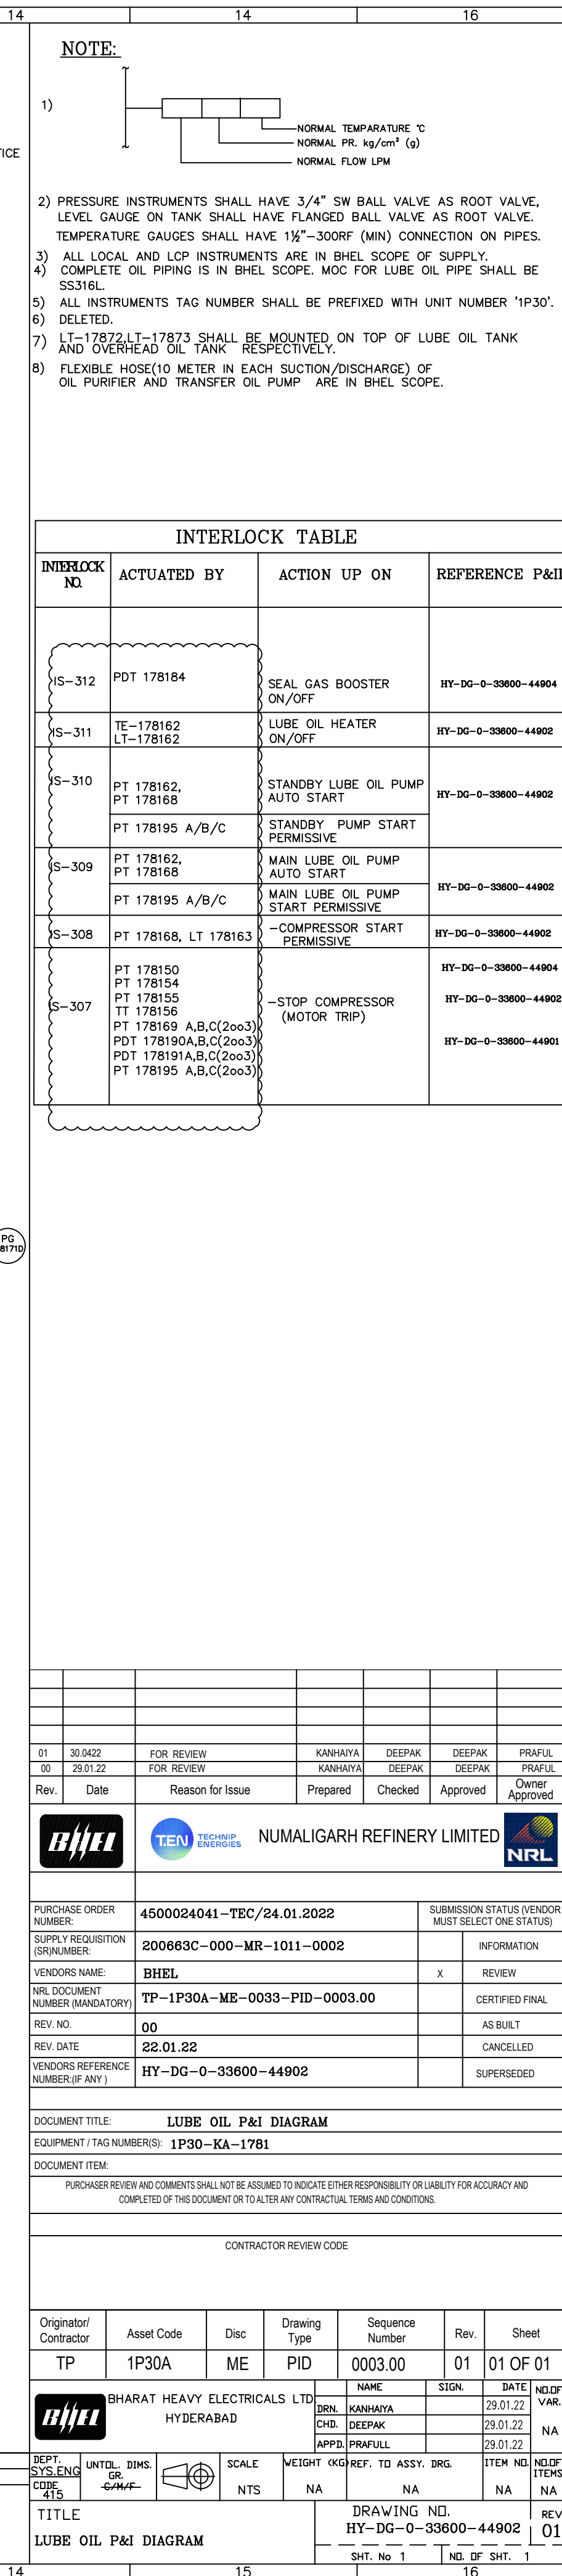 14 14 16
NOTE:
1)
NORMAL TEMPARATURE °C
NORMAL PR. kg/cm² (g)
NORMAL FLOW LPM
2) PRESSURE INSTRUMENTS SHALL HAVE 3/4" SW BALL VALVE AS ROOT VALVE,
LEVEL GAUGE ON TANK SHALL HAVE FLANGED BALL VALVE AS ROOT VALVE.
TEMPERATURE GAUGES SHALL HAVE 1½"-300RF (MIN) CONNECTION ON PIPES.
3) ALL LOCAL AND LCP INSTRUMENTS ARE IN BHEL SCOPE OF SUPPLY.
4) COMPLETE OIL PIPING IS IN BHEL SCOPE. MOC FOR LUBE OIL PIPE SHALL BE
SS316L.
5) ALL INSTRUMENTS TAG NUMBER SHALL BE PREFIXED WITH UNIT NUMBER '1P30'.
6) DELETED.
7) LT-17872,LT-17873 SHALL BE MOUNTED ON TOP OF LUBE OIL TANK
AND OVERHEAD OIL TANK RESPECTIVELY.
8) FLEXIBLE HOSE(10 METER IN EACH SUCTION/DISCHARGE) OF
OIL PURIFIER AND TRANSFER OIL PUMP ARE IN BHEL SCOPE.
INTERLOCK TABLE
INTERLOCK NO. ACTUATED BY ACTION UP ON REFERENCE P&I
IS-312 PDT 178184 SEAL GAS BOOSTER ON/OFF HY-DG-0-33600-44904
IS-311 TE-178162 LUBE OIL HEATER HY-DG-0-33600-44902
LT-178162 ON/OFF
IS-310 PT 178162, STANDBY LUBE OIL PUMP HY-DG-0-33600-44902
PT 178168 AUTO START
PT 178195 A/B/C STANDBY PUMP START
PERMISSIVE
IS-309 PT 178162, MAIN LUBE OIL PUMP
PT 178168 AUTO START
HY-DG-0-33600-44902
PT 178195 A/B/C MAIN LUBE OIL PUMP
START PERMISSIVE
IS-308 PT 178168, LT 178163 -COMPRESSOR START HY-DG-0-33600-44902
PERMISSIVE
PT 178150 HY-DG-0-33600-44904
PT 178154
PT 178155 HY-DG-0-33600-44902
IS-307 TT 178156 -STOP COMPRESSOR
PT 178169 A,B,C(2oo3) (MOTOR TRIP)
PDT 178190A,B,C(2oo3) HY-DG-0-33600-44901
PDT 178191A,B,C(2oo3)
PT 178195 A,B,C(2oo3)
PG
8171D
01 30.0422 FOR REVIEW KANHAIYA DEEPAK DEEPAK PRAFUL
00 29.01.22 FOR REVIEW KANHAIYA DEEPAK DEEPAK PRAFUL
Rev. Date Reason for Issue Prepared Checked Approved Owner Approved
BHEL T.EN TECHNIP ENERGIES NUMALIGARH REFINERY LIMITED NRL
PURCHASE ORDER NUMBER: 4500024041-TEC/24.01.2022 SUBMISSION STATUS (VENDOR MUST SELECT ONE STATUS)
SUPPLY REQUISITION (SR)NUMBER: 200663C-000-MR-1011-0002 INFORMATION
VENDORS NAME: BHEL X REVIEW
NRL DOCUMENT NUMBER (MANDATORY) TP-1P30A-ME-0033-PID-0003.00 CERTIFIED FINAL
REV. NO. 00 AS BUILT
REV. DATE 22.01.22 CANCELLED
VENDORS REFERENCE NUMBER:(IF ANY ) HY-DG-0-33600-44902 SUPERSEDED
DOCUMENT TITLE: LUBE OIL P&I DIAGRAM
EQUIPMENT / TAG NUMBER(S): 1P30-KA-1781
DOCUMENT ITEM:
PURCHASER REVIEW AND COMMENTS SHALL NOT BE ASSUMED TO INDICATE EITHER RESPONSIBILITY OR LIABILITY FOR ACCURACY AND
COMPLETED OF THIS DOCUMENT OR TO ALTER ANY CONTRACTUAL TERMS AND CONDITIONS.
CONTRACTOR REVIEW CODE
Originator/ Contractor Asset Code Disc Drawing Type Sequence Number Rev. Sheet
TP 1P30A ME PID 0003.00 01 01 OF 01
BHEL BHARAT HEAVY ELECTRICALS LTD
HYDERABAD
NAME SIGN. DATE NO.OF VAR.
DRN. KANHAIYA 29.01.22
CHD. DEEPAK 29.01.22 NA
APPD. PRAFULL 29.01.22
DEPT. SYS.ENG UNTOL. DIMS. GR. C/M/F SCALE WEIGHT (KG) REF. TO ASSY. DRG. ITEM NO. NO.OF ITEMS
CODE 415 NTS NA NA NA NA
TITLE DRAWING NO. REV
LUBE OIL P&I DIAGRAM HY-DG-0-33600-44902 01
SHT. No 1 NO. OF SHT. 1
14 15 16